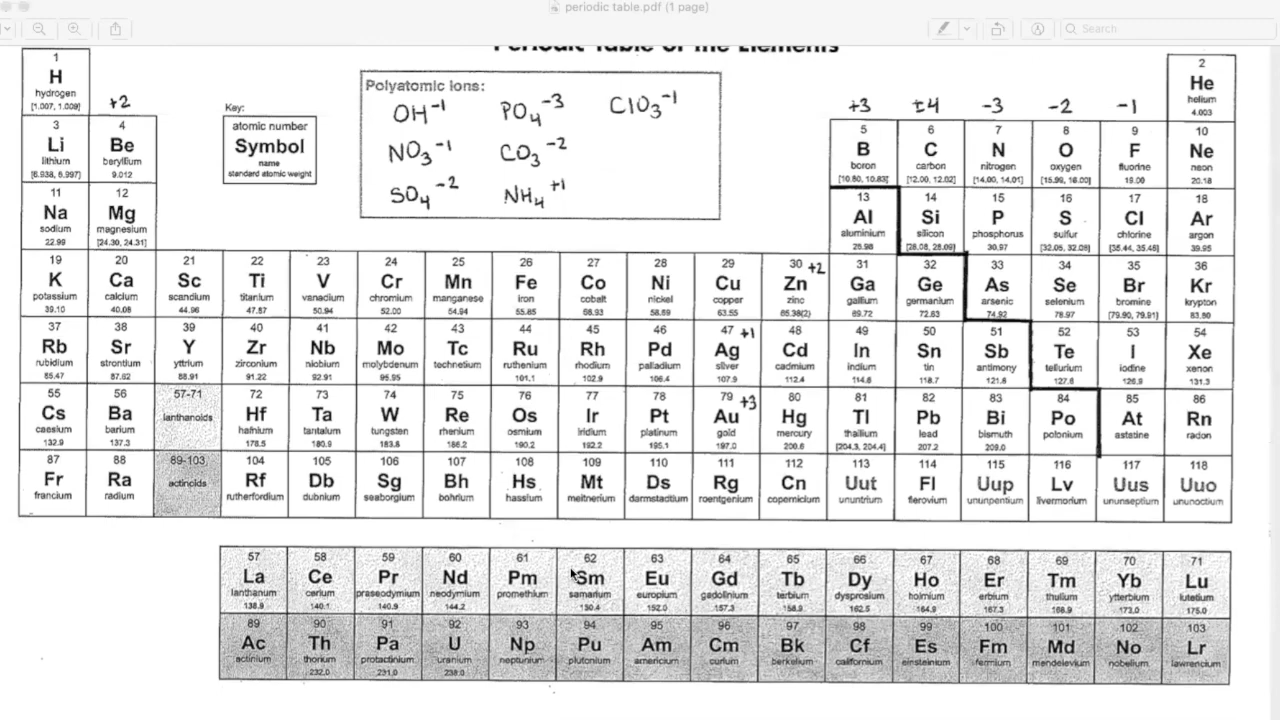 periodic table.pdf (1 page)
Search
Periodic Table of the Elements
1
H
hydrogen
[1.007, 1.009]
+2
Key:
atomic number
Symbol
name
standard atomic weight
Polyatomic ions:
OH⁻¹ PO₄⁻³ ClO₃⁻¹
NO₃⁻¹ CO₃⁻²
SO₄⁻² NH₄⁺¹
+3 ±4 -3 -2 -1
2
He
helium
4.003
3 4 5 6 7 8 9 10
Li Be B C N O F Ne
lithium beryllium boron carbon nitrogen oxygen fluorine neon
[6.938, 6.997] 9.012 [10.80, 10.83] [12.00, 12.02] [14.00, 14.01] [15.99, 16.00] 19.00 20.18
11 12 13 14 15 16 17 18
Na Mg Al Si P S Cl Ar
sodium magnesium aluminium silicon phosphorus sulfur chlorine argon
22.99 [24.30, 24.31] 26.98 [28.08, 28.09] 30.97 [32.05, 32.08] [35.44, 35.46] 39.95
19 20 21 22 23 24 25 26 27 28 29 30 +2 31 32 33 34 35 36
K Ca Sc Ti V Cr Mn Fe Co Ni Cu Zn Ga Ge As Se Br Kr
potassium calcium scandium titanium vanadium chromium manganese iron cobalt nickel copper zinc gallium germanium arsenic selenium bromine krypton
39.10 40.08 44.96 47.87 50.94 52.00 54.94 55.85 58.93 58.69 63.55 65.38(2) 69.72 72.63 74.92 78.97 [79.90, 79.91] 83.80
37 38 39 40 41 42 43 44 45 46 47 +1 48 49 50 51 52 53 54
Rb Sr Y Zr Nb Mo Tc Ru Rh Pd Ag Cd In Sn Sb Te I Xe
rubidium strontium yttrium zirconium niobium molybdenum technetium ruthenium rhodium palladium silver cadmium indium tin antimony tellurium iodine xenon
85.47 87.62 88.91 91.22 92.91 95.95 101.1 102.9 106.4 107.9 112.4 114.8 118.7 121.8 127.6 126.9 131.3
55 56 57-71 72 73 74 75 76 77 78 79 +3 80 81 82 83 84 85 86
Cs Ba lanthanoids Hf Ta W Re Os Ir Pt Au Hg Tl Pb Bi Po At Rn
caesium barium hafnium tantalum tungsten rhenium osmium iridium platinum gold mercury thallium lead bismuth polonium astatine radon
132.9 137.3 178.5 180.9 183.8 186.2 190.2 192.2 195.1 197.0 200.6 [204.3, 204.4] 207.2 209.0
87 88 89-103 104 105 106 107 108 109 110 111 112 113 114 115 116 117 118
Fr Ra actinoids Rf Db Sg Bh Hs Mt Ds Rg Cn Uut Fl Uup Lv Uus Uuo
francium radium rutherfordium dubnium seaborgium bohrium hassium meitnerium darmstadtium roentgenium copernicium ununtrium flerovium ununpentium livermorium ununseptium ununoctium
57 58 59 60 61 62 63 64 65 66 67 68 69 70 71
La Ce Pr Nd Pm Sm Eu Gd Tb Dy Ho Er Tm Yb Lu
lanthanum cerium praseodymium neodymium promethium samarium europium gadolinium terbium dysprosium holmium erbium thulium ytterbium lutetium
138.9 140.1 140.9 144.2 150.4 152.0 157.3 158.9 162.5 164.9 167.3 168.9 173.0 175.0
89 90 91 92 93 94 95 96 97 98 99 100 101 102 103
Ac Th Pa U Np Pu Am Cm Bk Cf Es Fm Md No Lr
actinium thorium protactinium uranium neptunium plutonium americium curium berkelium californium einsteinium fermium mendelevium nobelium lawrencium
232.0 231.0 238.0